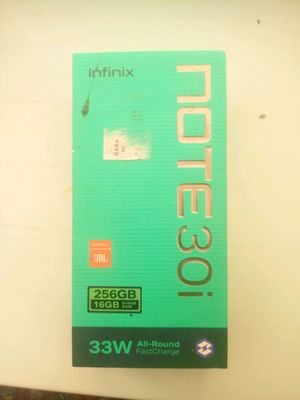 Infinix
NOTE 30i
JBL
256GB
16GB
33W All-Round
FastCharge